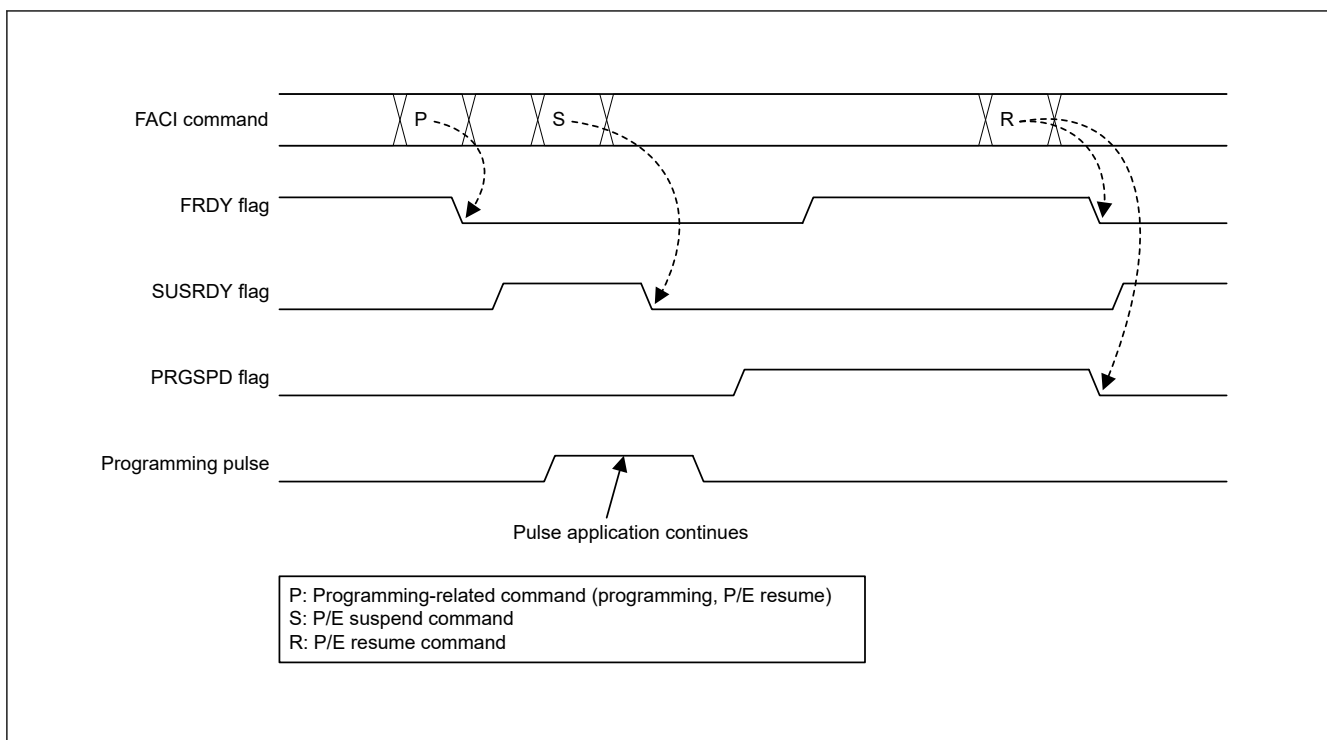 FACI command
P
S
R
FRDY flag
SUSRDY flag
PRGSPD flag
Programming pulse
Pulse application continues
P: Programming-related command (programming, P/E resume)
S: P/E suspend command
R: P/E resume command